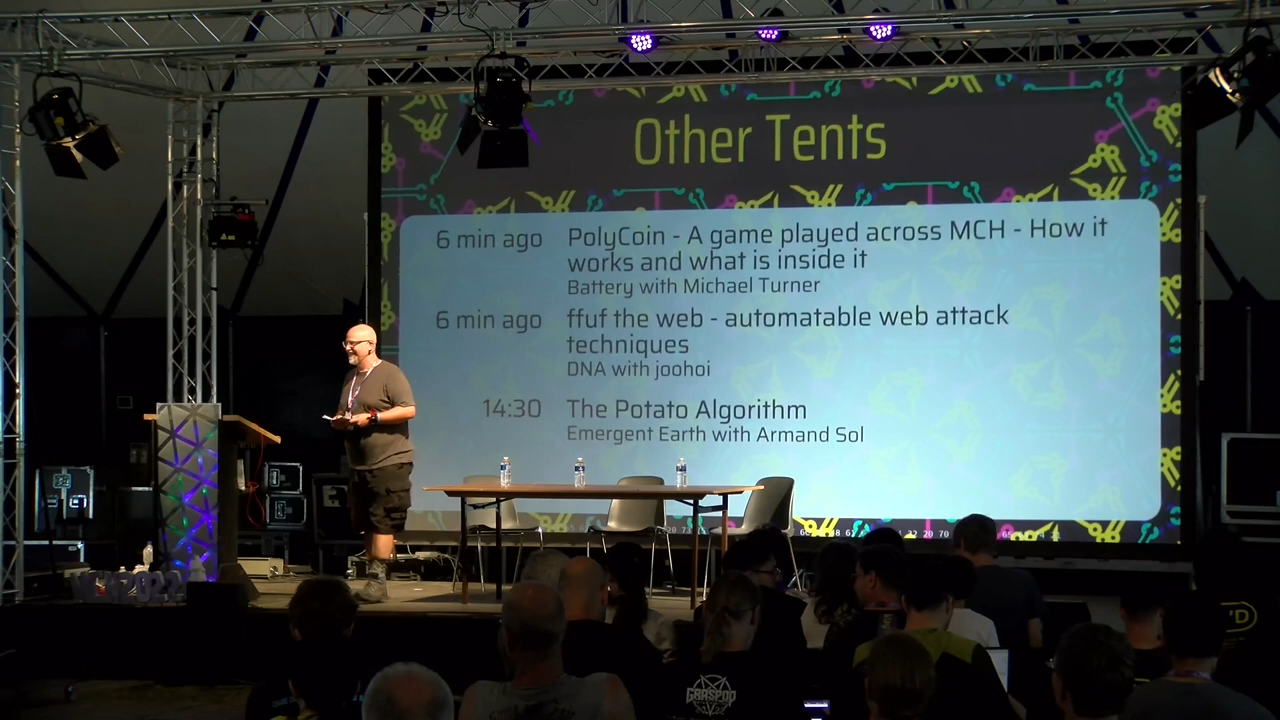 Other Tents
6 min ago
PolyCoin - A game played across MCH - How it
works and what is inside it
Battery with Michael Turner
6 min ago
ffuf the web - automatable web attack
techniques
DNA with joohoi
14:30
The Potato Algorithm
Emergent Earth with Armand Sol
MCH2022
GRASPOP